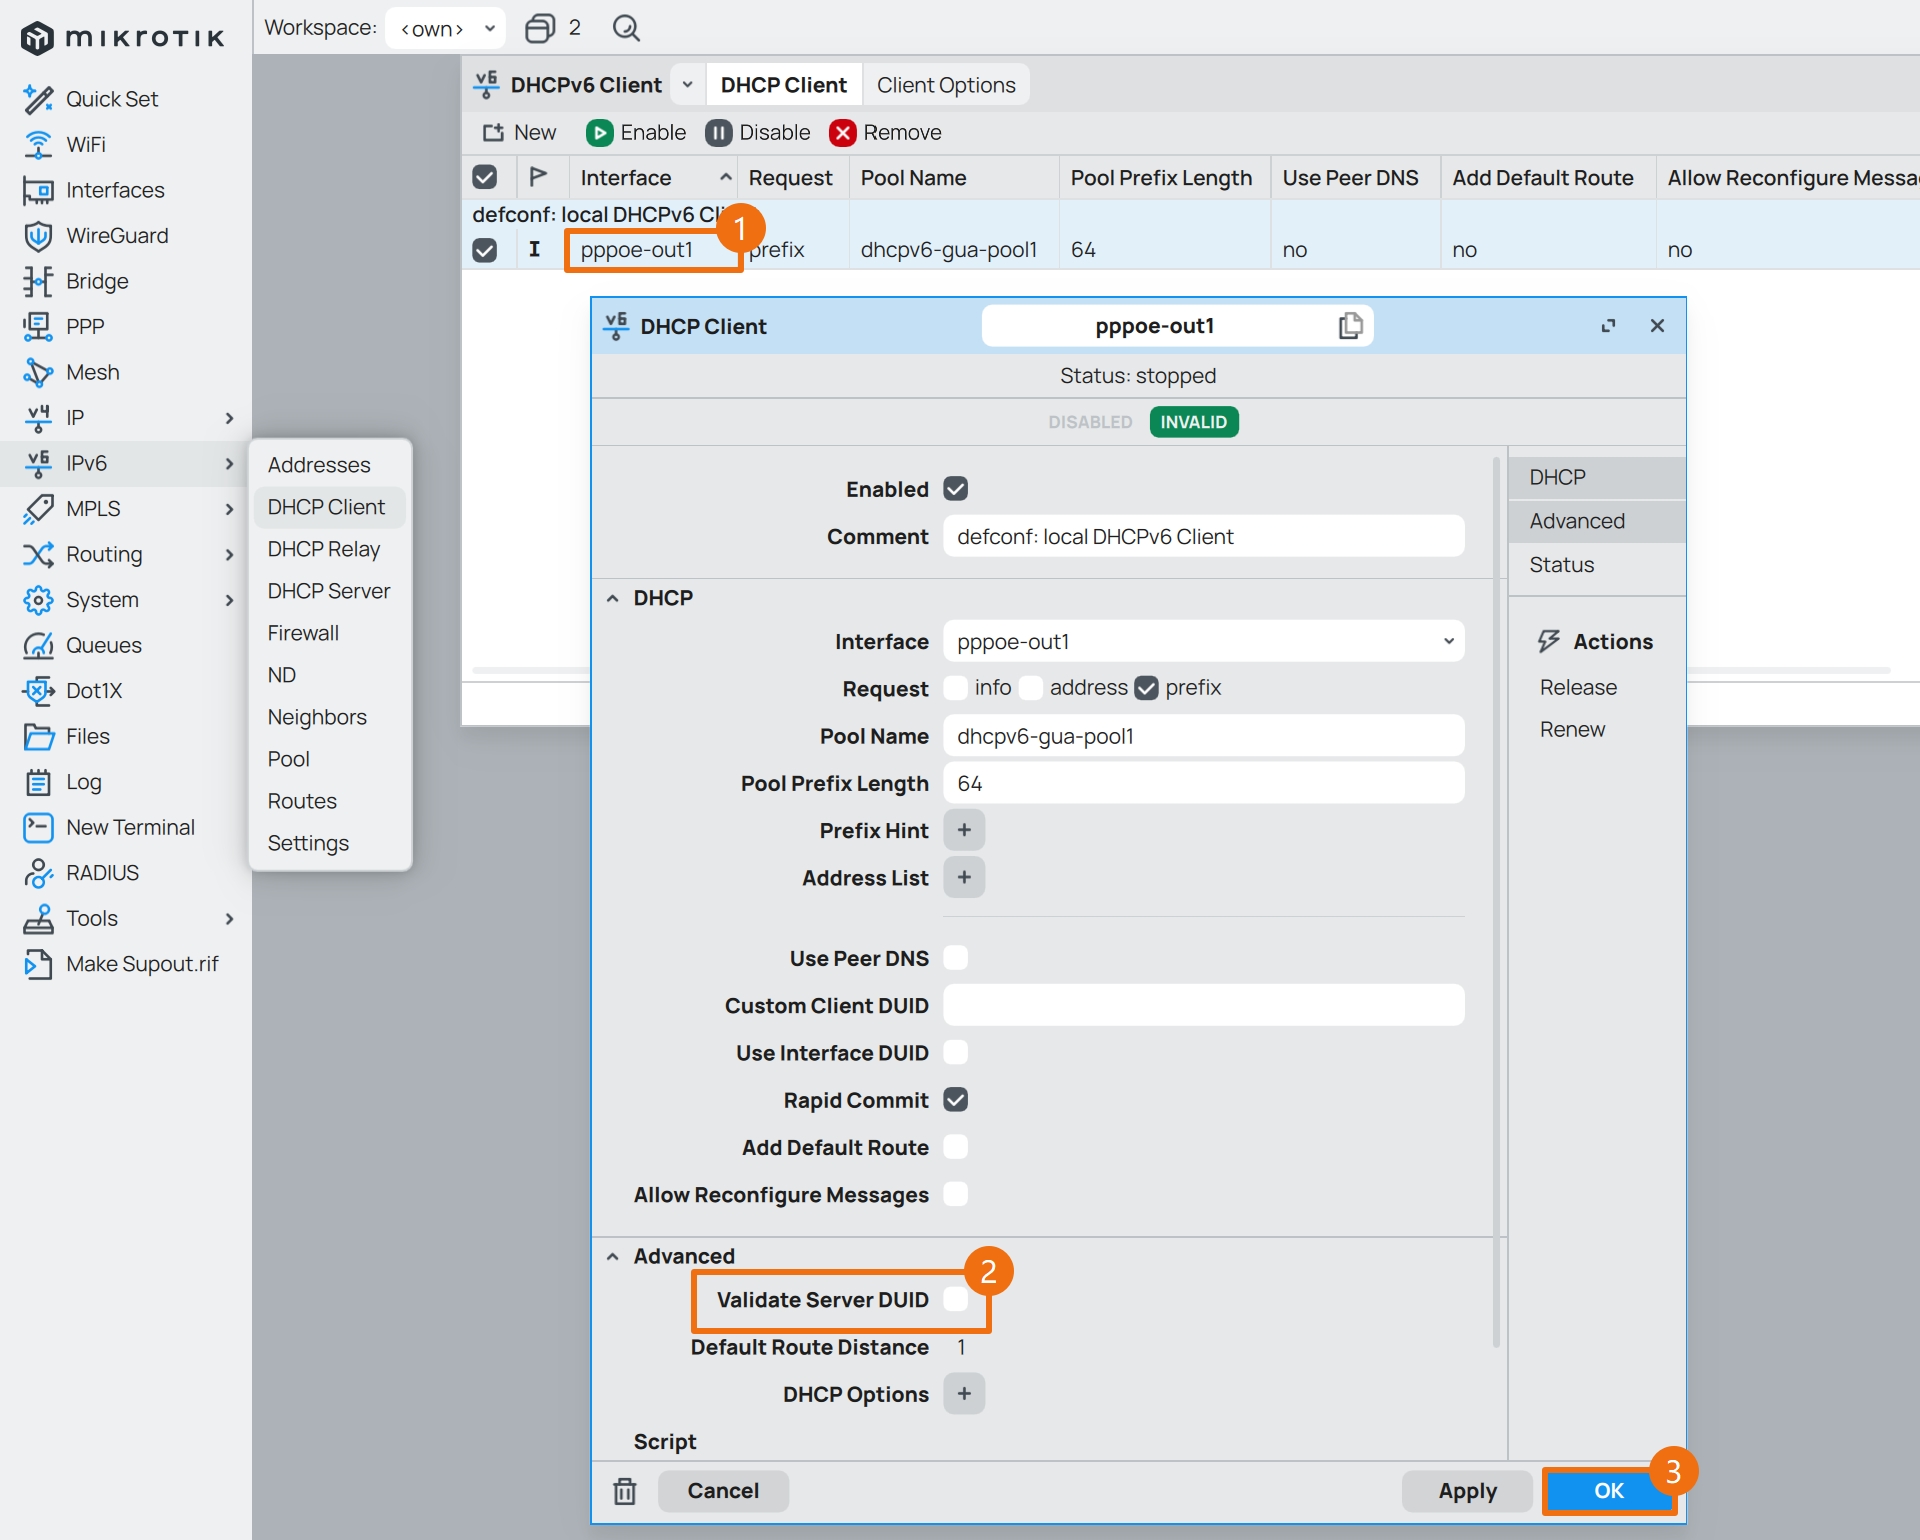 mikrotik
Workspace: <own> 2
Quick Set
WiFi
Interfaces
WireGuard
Bridge
PPP
Mesh
IP
IPv6
MPLS
Routing
System
Queues
Dot1X
Files
Log
New Terminal
RADIUS
Tools
Make Supout.rif
Addresses
DHCP Client
DHCP Relay
DHCP Server
Firewall
ND
Neighbors
Pool
Routes
Settings
v6 DHCPv6 Client DHCP Client Client Options
New Enable Disable Remove
Interface Request Pool Name Pool Prefix Length Use Peer DNS Add Default Route Allow Reconfigure Messa
defconf: local DHCPv6 Cli
1
I pppoe-out1 prefix dhcpv6-gua-pool1 64 no no no
v6 DHCP Client pppoe-out1
Status: stopped
DISABLED INVALID
Enabled
Comment defconf: local DHCPv6 Client
DHCP
Interface pppoe-out1
Request info address prefix
Pool Name dhcpv6-gua-pool1
Pool Prefix Length 64
Prefix Hint +
Address List +
Use Peer DNS
Custom Client DUID
Use Interface DUID
Rapid Commit
Add Default Route
Allow Reconfigure Messages
Advanced
2
Validate Server DUID
Default Route Distance 1
DHCP Options +
Script
DHCP
Advanced
Status
Actions
Release
Renew
Cancel Apply OK
3